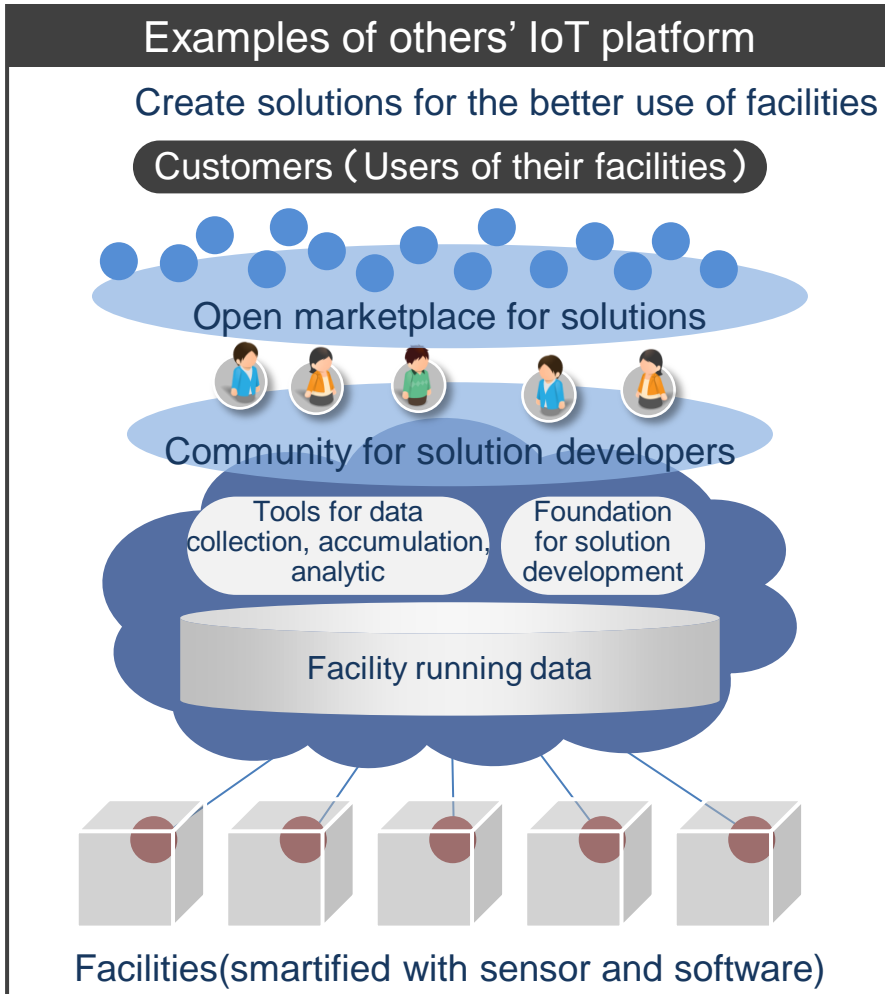 Examples of others’ IoT platform
Create solutions for the better use of facilities
Customers（Users of their facilities）
Open marketplace for solutions
Community for solution developers
Tools for data
collection, accumulation,
analytic
Foundation
for solution
development
Facility running data
Facilities(smartified with sensor and software)